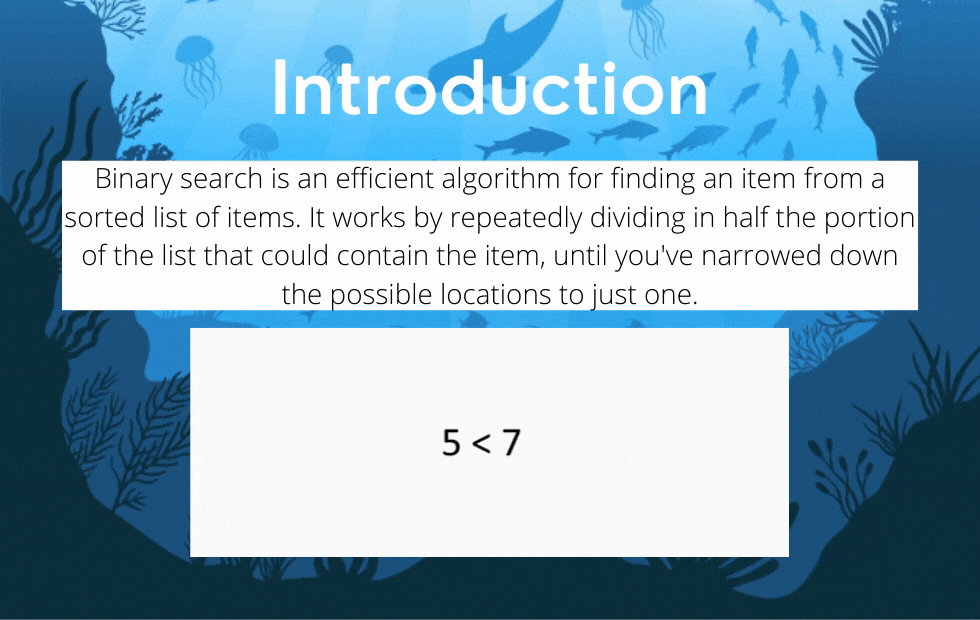 Introduction
Binary search is an efficient algorithm for finding an item from a
sorted list of items. It works by repeatedly dividing in half the portion
of the list that could contain the item, until you've narrowed down
the possible locations to just one.
5 < 7